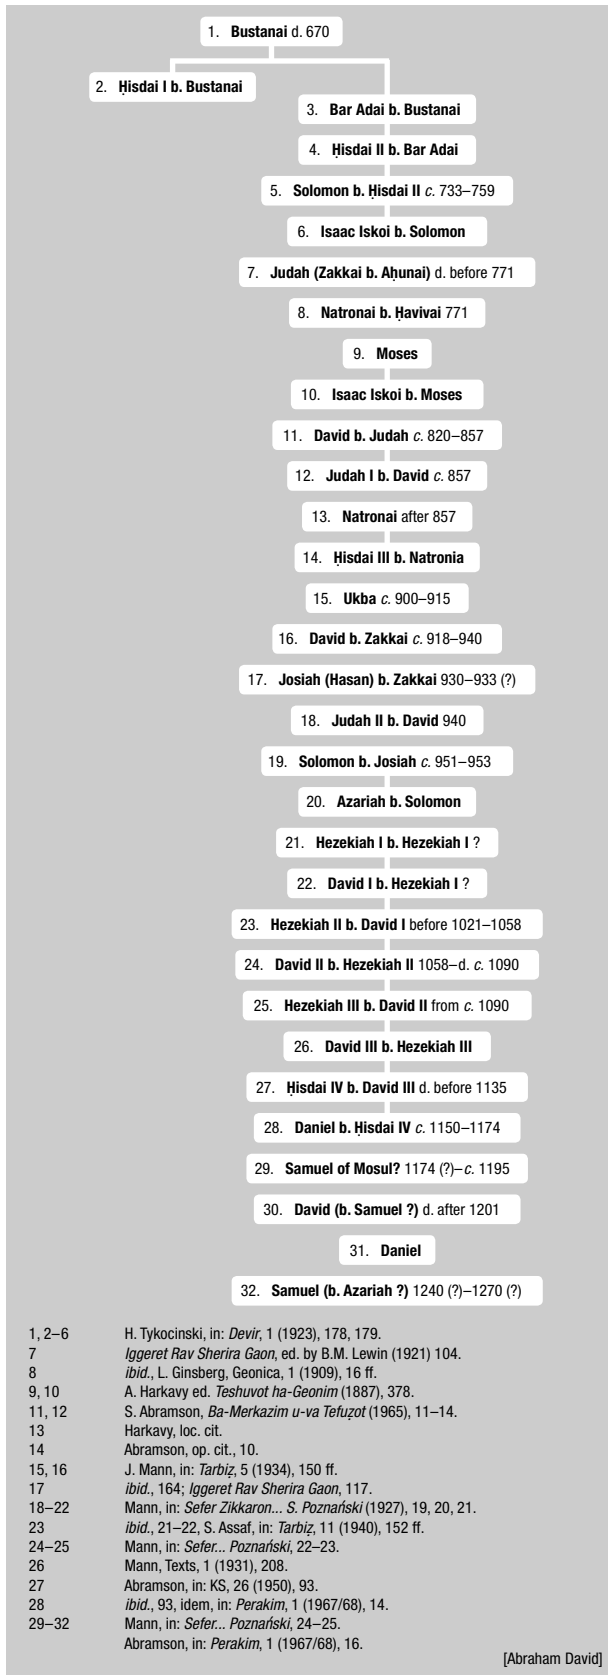 1. Bustanai d. 670
2. Ḥisdai I b. Bustanai
3. Bar Adai b. Bustanai
4. Ḥisdai II b. Bar Adai
5. Solomon b. Ḥisdai II c. 733–759
6. Isaac Iskoi b. Solomon
7. Judah (Zakkai b. Aḥunai) d. before 771
8. Natronai b. Ḥavivai 771
9. Moses
10. Isaac Iskoi b. Moses
11. David b. Judah c. 820–857
12. Judah I b. David c. 857
13. Natronai after 857
14. Ḥisdai III b. Natronia
15. Ukba c. 900–915
16. David b. Zakkai c. 918–940
17. Josiah (Hasan) b. Zakkai 930–933 (?)
18. Judah II b. David 940
19. Solomon b. Josiah c. 951–953
20. Azariah b. Solomon
21. Hezekiah I b. Hezekiah I ?
22. David I b. Hezekiah I ?
23. Hezekiah II b. David I before 1021–1058
24. David II b. Hezekiah II 1058–d. c. 1090
25. Hezekiah III b. David II from c. 1090
26. David III b. Hezekiah III
27. Ḥisdai IV b. David III d. before 1135
28. Daniel b. Ḥisdai IV c. 1150–1174
29. Samuel of Mosul? 1174 (?)–c. 1195
30. David (b. Samuel ?) d. after 1201
31. Daniel
32. Samuel (b. Azariah ?) 1240 (?)–1270 (?)
1, 2–6 H. Tykocinski, in: Devir, 1 (1923), 178, 179.
7 Iggeret Rav Sherira Gaon, ed. by B.M. Lewin (1921) 104.
8 ibid., L. Ginsberg, Geonica, 1 (1909), 16 ff.
9, 10 A. Harkavy ed. Teshuvot ha-Geonim (1887), 378.
11, 12 S. Abramson, Ba-Merkazim u-va Tefuẓot (1965), 11–14.
13 Harkavy, loc. cit.
14 Abramson, op. cit., 10.
15, 16 J. Mann, in: Tarbiẓ, 5 (1934), 150 ff.
17 ibid., 164; Iggeret Rav Sherira Gaon, 117.
18–22 Mann, in: Sefer Zikkaron... S. Poznański (1927), 19, 20, 21.
23 ibid., 21–22, S. Assaf, in: Tarbiẓ, 11 (1940), 152 ff.
24–25 Mann, in: Sefer... Poznański, 22–23.
26 Mann, Texts, 1 (1931), 208.
27 Abramson, in: KS, 26 (1950), 93.
28 ibid., 93, idem, in: Perakim, 1 (1967/68), 14.
29–32 Mann, in: Sefer... Poznański, 24–25.
Abramson, in: Perakim, 1 (1967/68), 16.
[Abraham David]